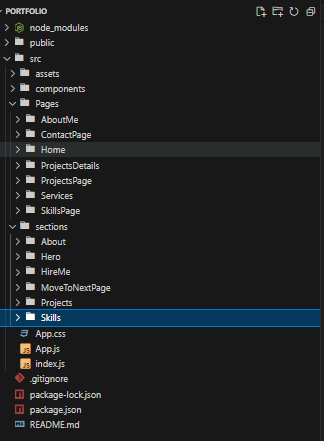 PORTFOLIO
node_modules
public
src
assets
components
Pages
AboutMe
ContactPage
Home
ProjectsDetails
ProjectsPage
Services
SkillsPage
sections
About
Hero
HireMe
MoveToNextPage
Projects
Skills
App.css
App.js
index.js
.gitignore
package-lock.json
package.json
README.md